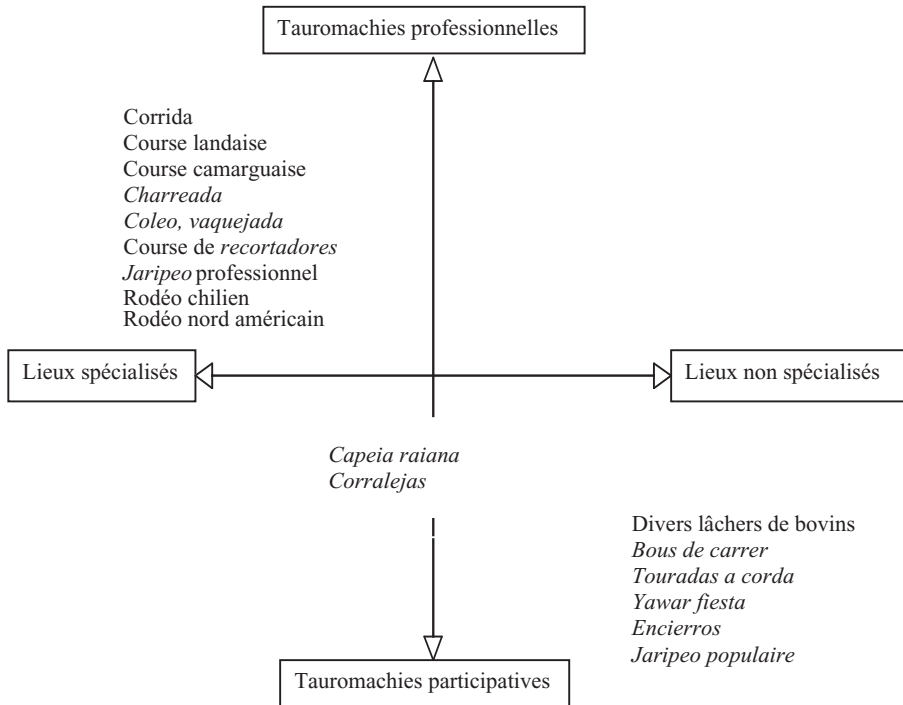 Tauromachies professionnelles
Corrida
Course landaise
Course camarguaise
Charreada
Coleo, vaquejada
Course de recortadores
Jaripeo professionnel
Rodéo chilien
Rodéo nord américain
Lieux spécialisés
Lieux non spécialisés
Capeia raiana
Corralejas
Divers lâchers de bovins
Bous de carrer
Touradas a corda
Yawar fiesta
Encierros
Jaripeo populaire
Tauromachies participatives